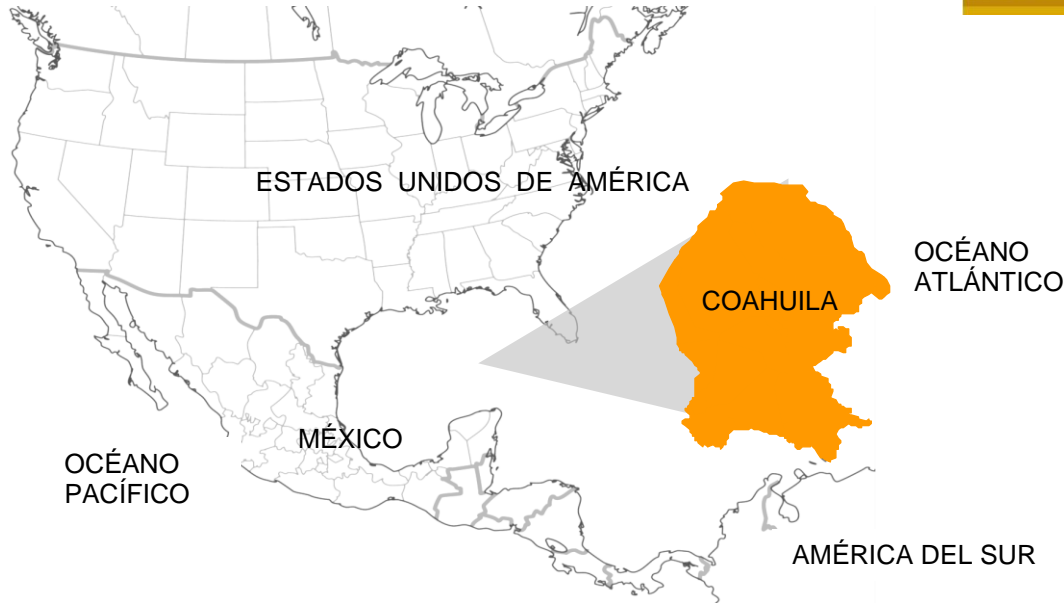 ESTADOS UNIDOS DE AMÉRICA
OCÉANO
ATLÁNTICO
COAHUILA
MÉXICO
OCÉANO
PACÍFICO
AMÉRICA DEL SUR